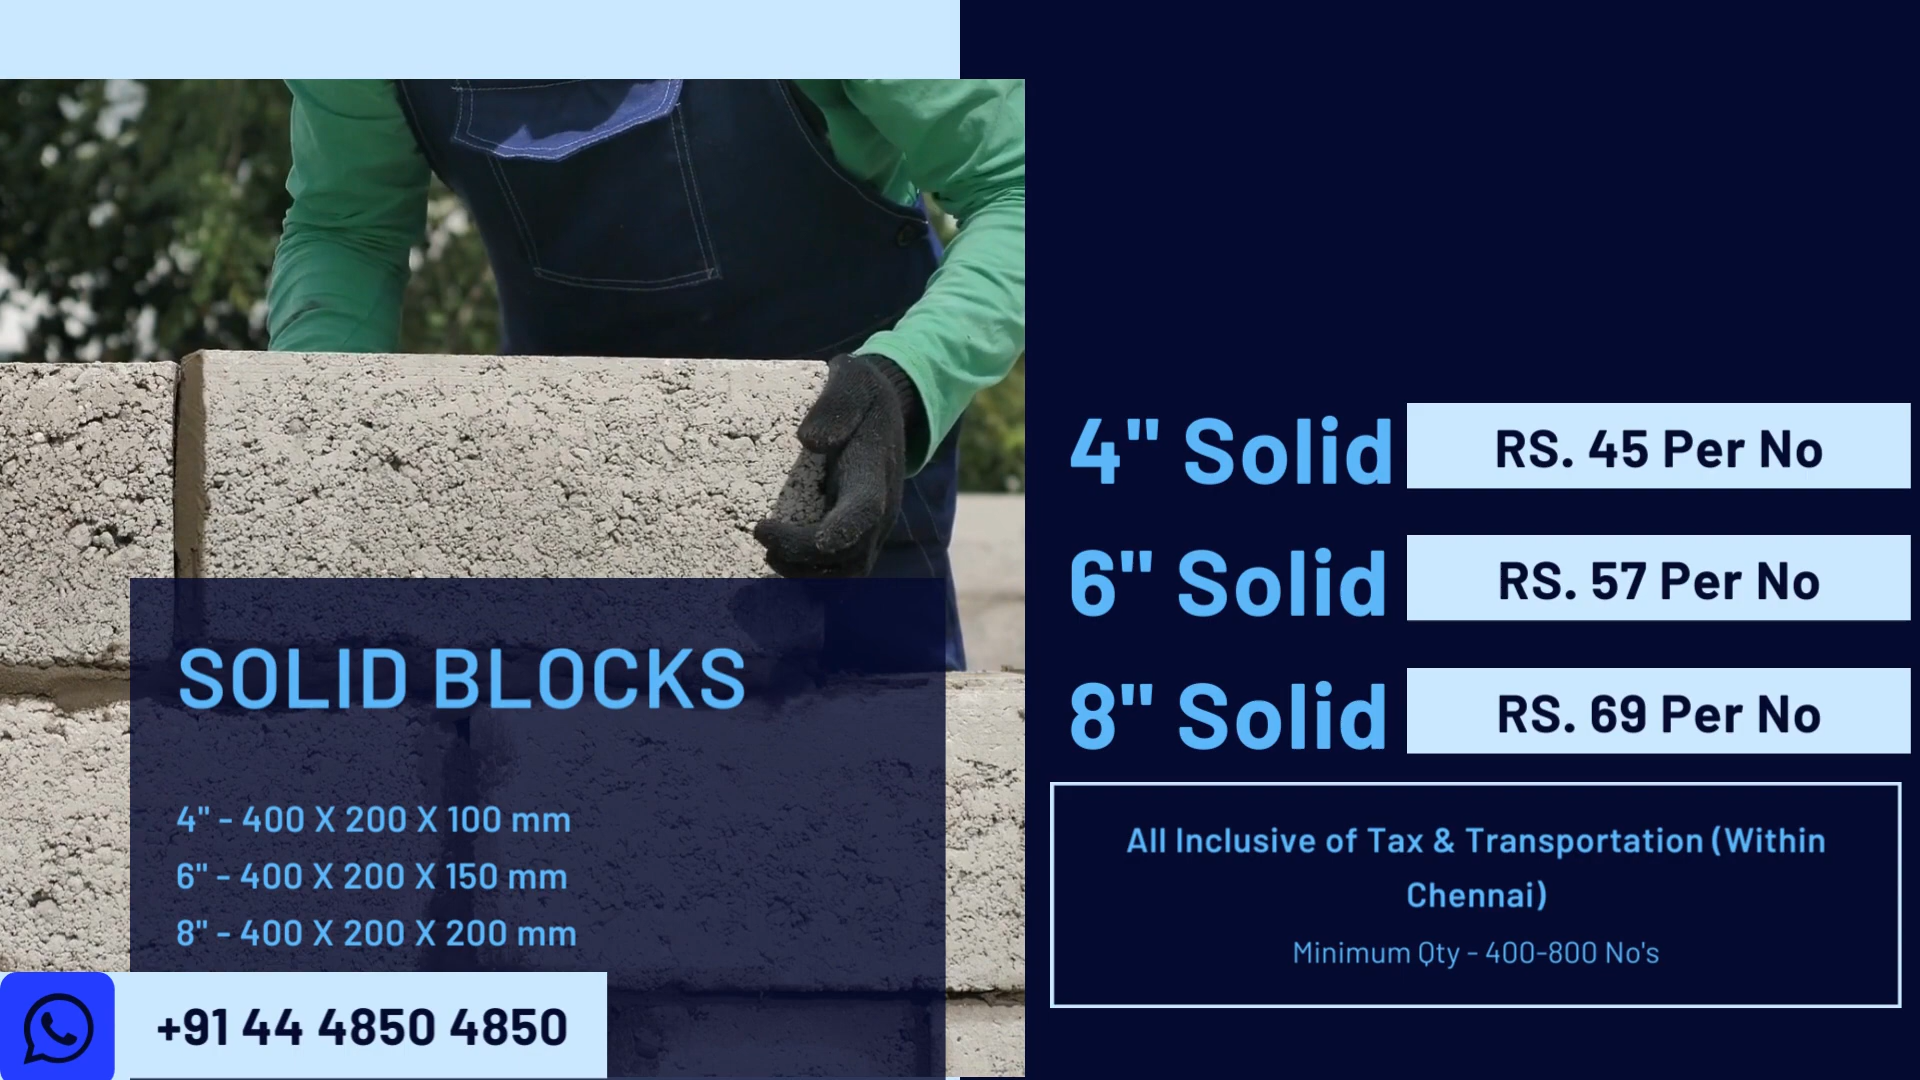 SOLID BLOCKS
4" - 400 X 200 X 100 mm
6" - 400 X 200 X 150 mm
8" - 400 X 200 X 200 mm
+91 44 4850 4850
4" Solid RS. 45 Per No
6" Solid RS. 57 Per No
8" Solid RS. 69 Per No
All Inclusive of Tax & Transportation (Within
Chennai)
Minimum Qty - 400-800 No's